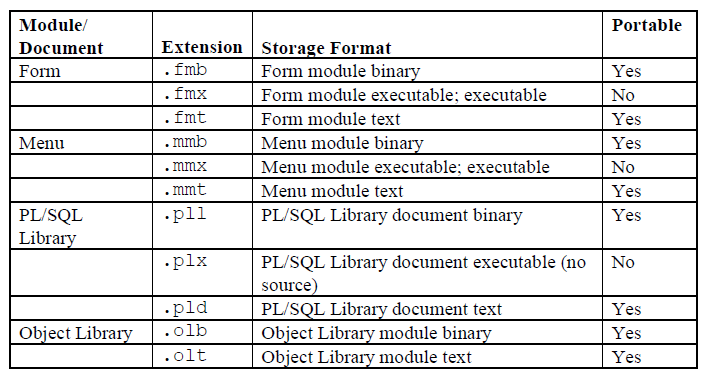 Module/
Document Extension Storage Format Portable
Form .fmb Form module binary Yes
.fmx Form module executable; executable No
.fmt Form module text Yes
Menu .mmb Menu module binary Yes
.mmx Menu module executable; executable No
.mmt Menu module text Yes
PL/SQL .pll PL/SQL Library document binary Yes
Library
.plx PL/SQL Library document executable (no No
source)
.pld PL/SQL Library document text Yes
Object Library .olb Object Library module binary Yes
.olt Object Library module text Yes